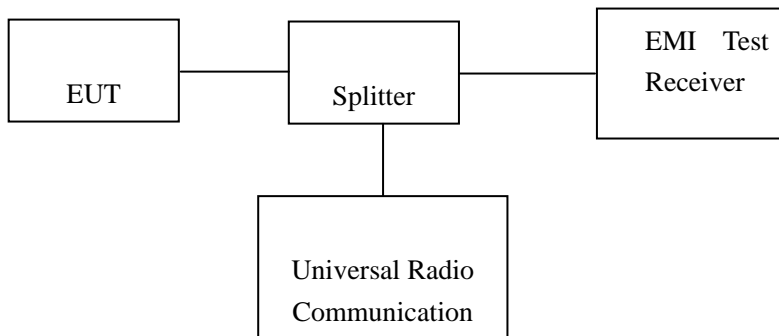 EUT
Splitter
EMI Test
Receiver
Universal Radio
Communication